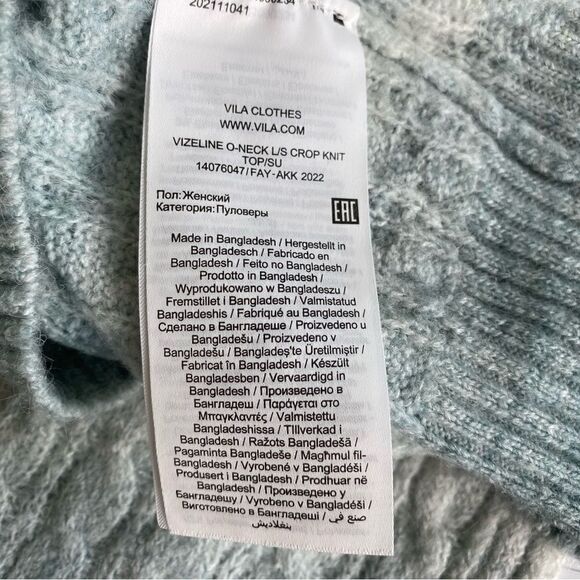 202111041
VILA CLOTHES
WWW.VILA.COM
VIZELINE O-NECK L/S CROP KNIT
TOP/SU
14076047/FAY-AKK 2022
Пол:Женский
Категория:Пуловеры
EAC
Made in Bangladesh / Hergestellt in
Bangladesch / Fabricado en
Bangladesh / Feito no Bangladesh /
Prodotto in Bangladesh /
Wyprodukowano w Bangladeszu /
Fremstillet i Bangladesh / Valmistatud
Bangladeshis / Fabriqué au Bangladesh /
Сделано в Бангладеше / Proizvedeno u
Bangladešu / Proizvedeno v
Bangladešu / Bangladeş'te Üretilmiştir /
Fabricat în Bangladesh / Készült
Bangladesben / Vervaardigd in
Bangladesh / Произведено в
Бангладеш / Παράγεται στο
Μπαγκλαντές / Valmistettu
Bangladeshissa / Tillverkad i
Bangladesh / Ražots Bangladešā /
Pagaminta Bangladeše / Magħmul fil-
Bangladesh / Vyrobené v Bangladéši /
Produsert i Bangladesh / Prodhuar në
Bangladesh / Произведено у
Бангладешу / Vyrobeno v Bangladéši /
Виготовлено в Бангладеші / صنع في
بنغلاديش